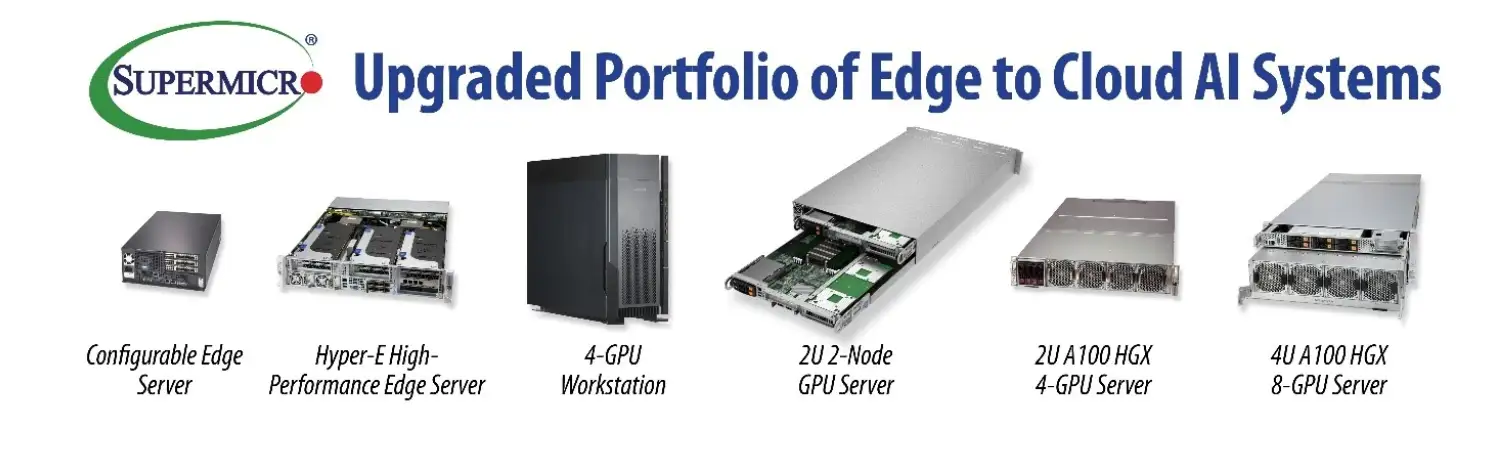 SUPERMICR®
Upgraded Portfolio of Edge to Cloud AI Systems
Configurable Edge
Server
Hyper-E High-
Performance Edge Server
4-GPU
Workstation
2U 2-Node
GPU Server
2U A100 HGX
4-GPU Server
4U A100 HGX
8-GPU Server